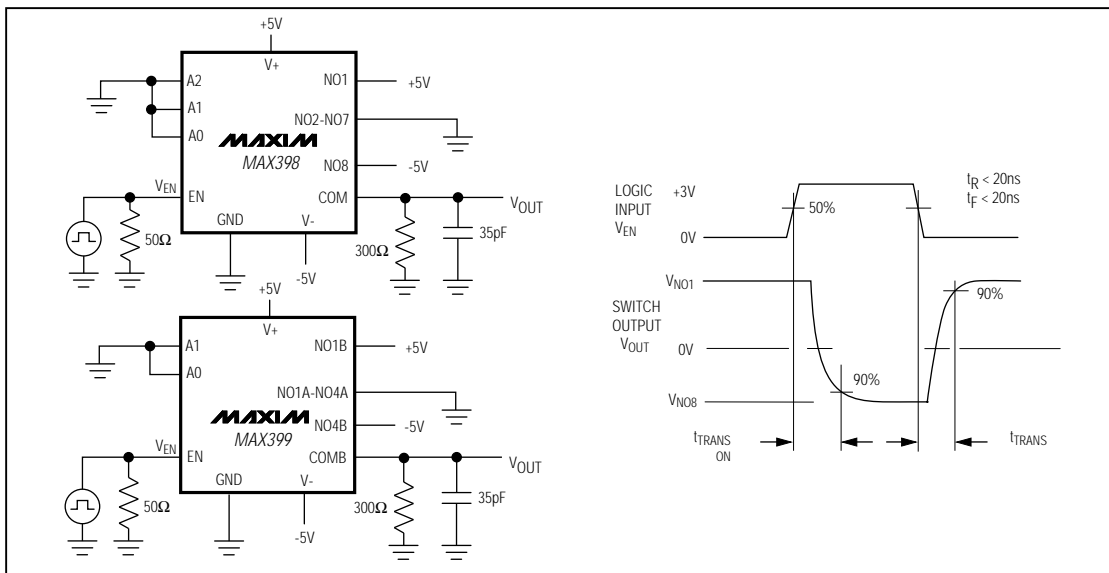 +5V
V+
A2
A1
A0
NO1
+5V
NO2-NO7
MAXIM
MAX398
NO8
-5V
VEN
EN
COM
VOUT
GND
V-
50Ω
300Ω
35pF
-5V
+5V
V+
A1
A0
NO1B
+5V
NO1A-NO4A
MAXIM
MAX399
NO4B
-5V
VEN
EN
COMB
VOUT
GND
V-
50Ω
300Ω
35pF
-5V
LOGIC
INPUT
VEN
+3V
0V
50%
tR < 20ns
tF < 20ns
VNO1
SWITCH
OUTPUT
VOUT
0V
90%
90%
VNO8
tTRANS
ON
tTRANS